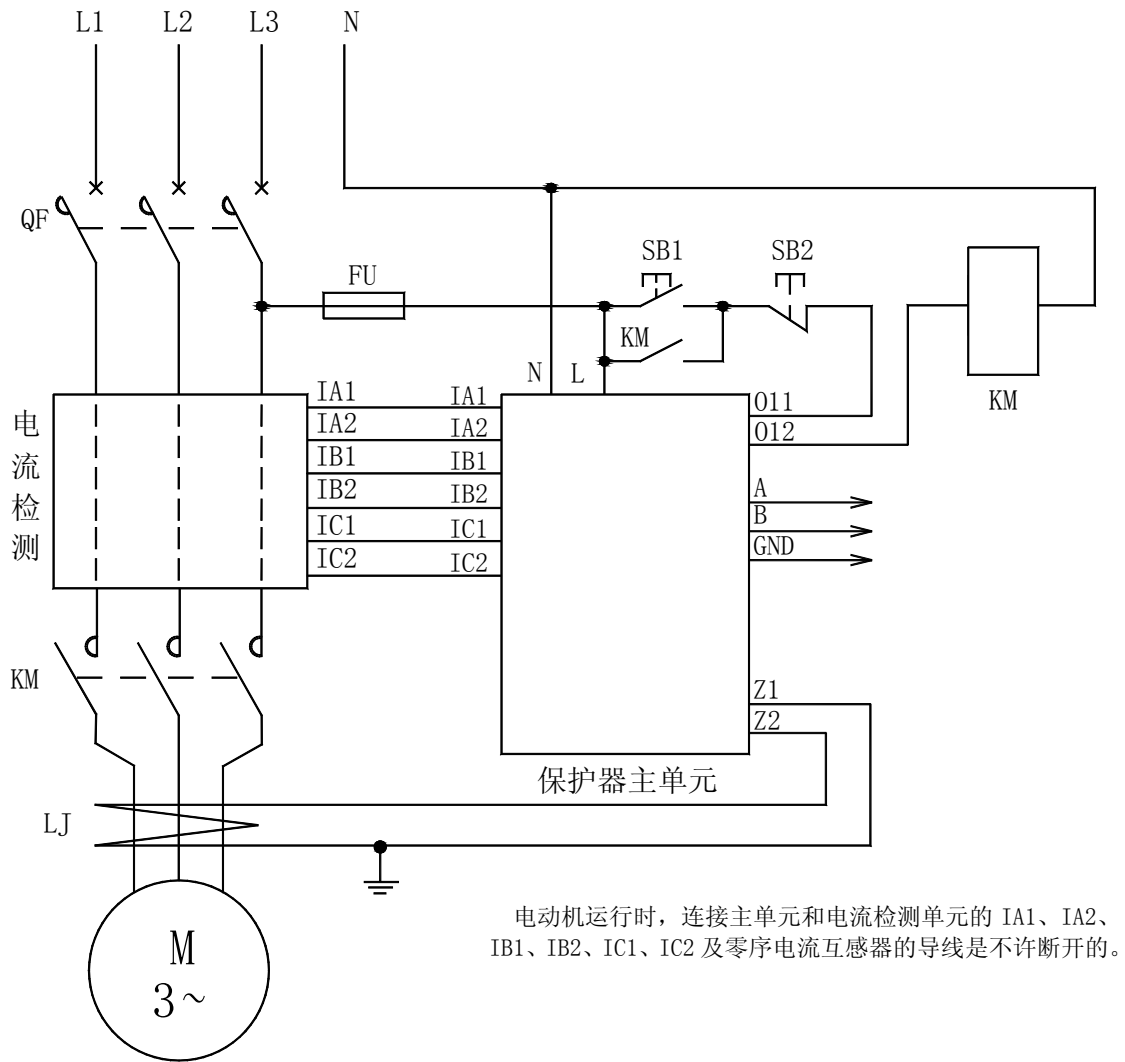 L1 L2 L3 N
QF
FU
SB1 SB2
KM
N L
KM
电流检测
IA1 IA1
IA2 IA2
IB1 IB1
IB2 IB2
IC1 IC1
IC2 IC2
O11
O12
A
B
GND
KM
Z1
Z2
保护器主单元
LJ
M
3~
电动机运行时，连接主单元和电流检测单元的 IA1、IA2、
IB1、IB2、IC1、IC2 及零序电流互感器的导线是不许断开的。